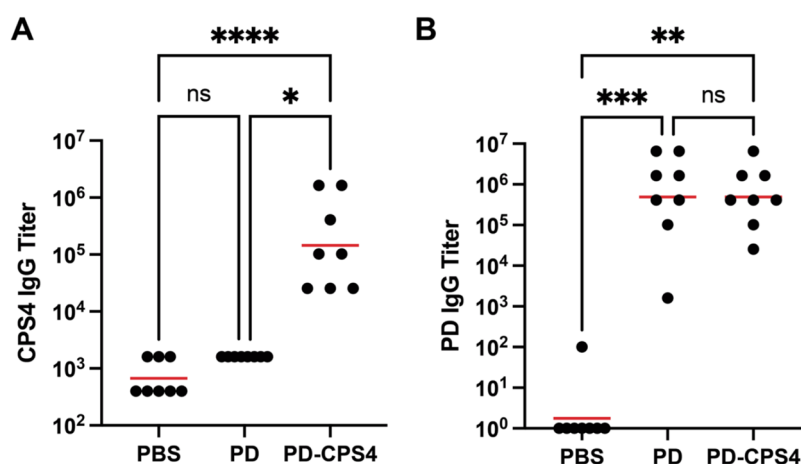 A
****
ns
*
CPS4 IgG Titer
10⁷
10⁶
10⁵
10⁴
10³
10²
PBS PD PD-CPS4
B
**
***
ns
PD IgG Titer
10⁷
10⁶
10⁵
10⁴
10³
10²
10¹
10⁰
PBS PD PD-CPS4